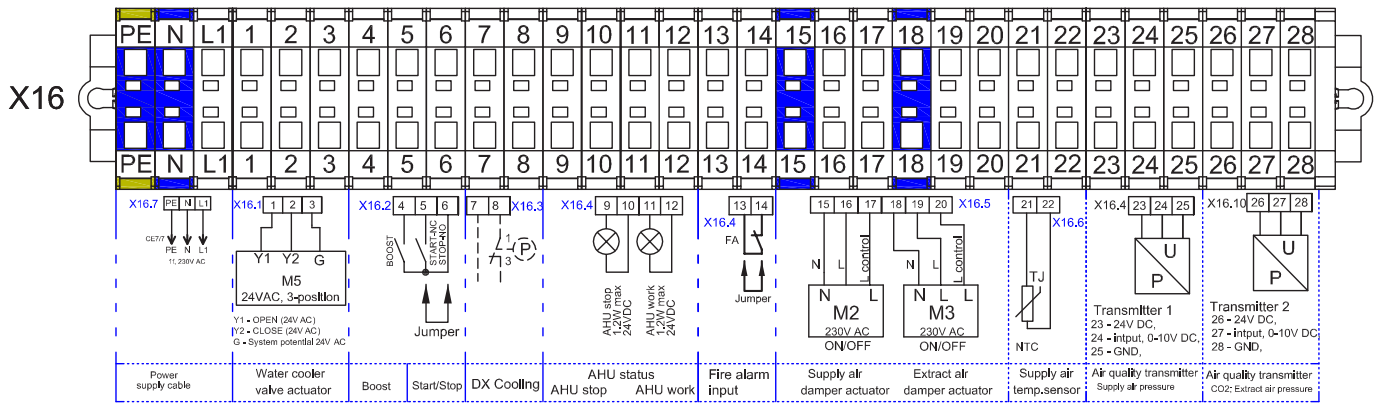 PE N L1 1 2 3 4 5 6 7 8 9 10 11 12 13 14 15 16 17 18 19 20 21 22 23 24 25 26 27 28
X16
PE N L1 1 2 3 4 5 6 7 8 9 10 11 12 13 14 15 16 17 18 19 20 21 22 23 24 25 26 27 28
X16.7 PE N L1
CE7/7
PE N L1
1f, 230V AC
Power
supply cable
X16.1 1 2 3
Y1 Y2 G
M5
24VAC, 3-position
Y1 - OPEN (24V AC)
Y2 - CLOSE (24V AC)
G - System potential 24V AC
Water cooler
valve actuator
X16.2 4 5 6
BOOST
START-NC
STOP-NO
Jumper
Boost
Start/Stop
7 8 X16.3
1
3
P
DX Cooling
X16.4 9 10 11 12
AHU stop
1,2W max
24VDC
AHU work
1,2W max
24VDC
AHU status
AHU stop AHU work
13 14
X16.4
FA
Jumper
Fire alarm
input
15 16 17
N L L control
N L
M2
230V AC
ON/OFF
Supply air
damper actuator
18 19 20 X16.5
N L L control
N L L
M3
230V AC
ON/OFF
Extract air
damper actuator
21 22
X16.6
TJ
NTC
Supply air
temp.sensor
X16.4 23 24 25
U
P
Transmitter 1
23 - 24V DC,
24 - intput, 0-10V DC,
25 - GND,
Air quality transmitter
Supply air pressure
X16.10 26 27 28
U
P
Transmitter 2
26 - 24V DC,
27 - intput, 0-10V DC
28 - GND,
Air quality transmitter
CO2; Extract air pressure